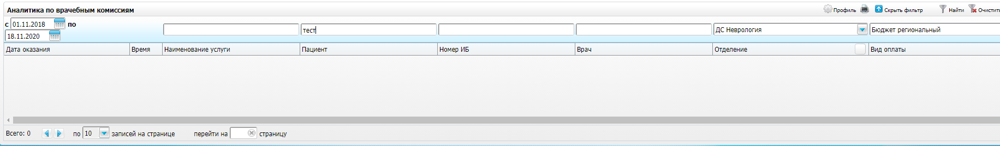 Аналитика по врачебным комиссиям Профиль Скрыть фильтр Найти Очистить
с 01.11.2018 по
18.11.2020 тест ДС Неврология Бюджет региональный
Дата оказания Время Наименование услуги Пациент Номер ИБ Врач Отделение Вид оплаты
Всего: 0 по 10 записей на странице перейти на страницу